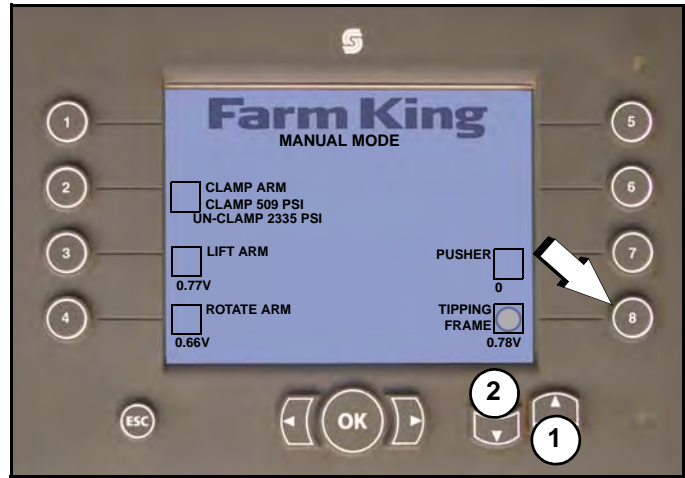 S
Farm King
MANUAL MODE
1
5
2
6
CLAMP ARM
CLAMP 509 PSI
UN-CLAMP 2335 PSI
3
7
LIFT ARM
0.77V
PUSHER
0
4
8
ROTATE ARM
0.66V
TIPPING
FRAME
0.78V
ESC
OK
2
1